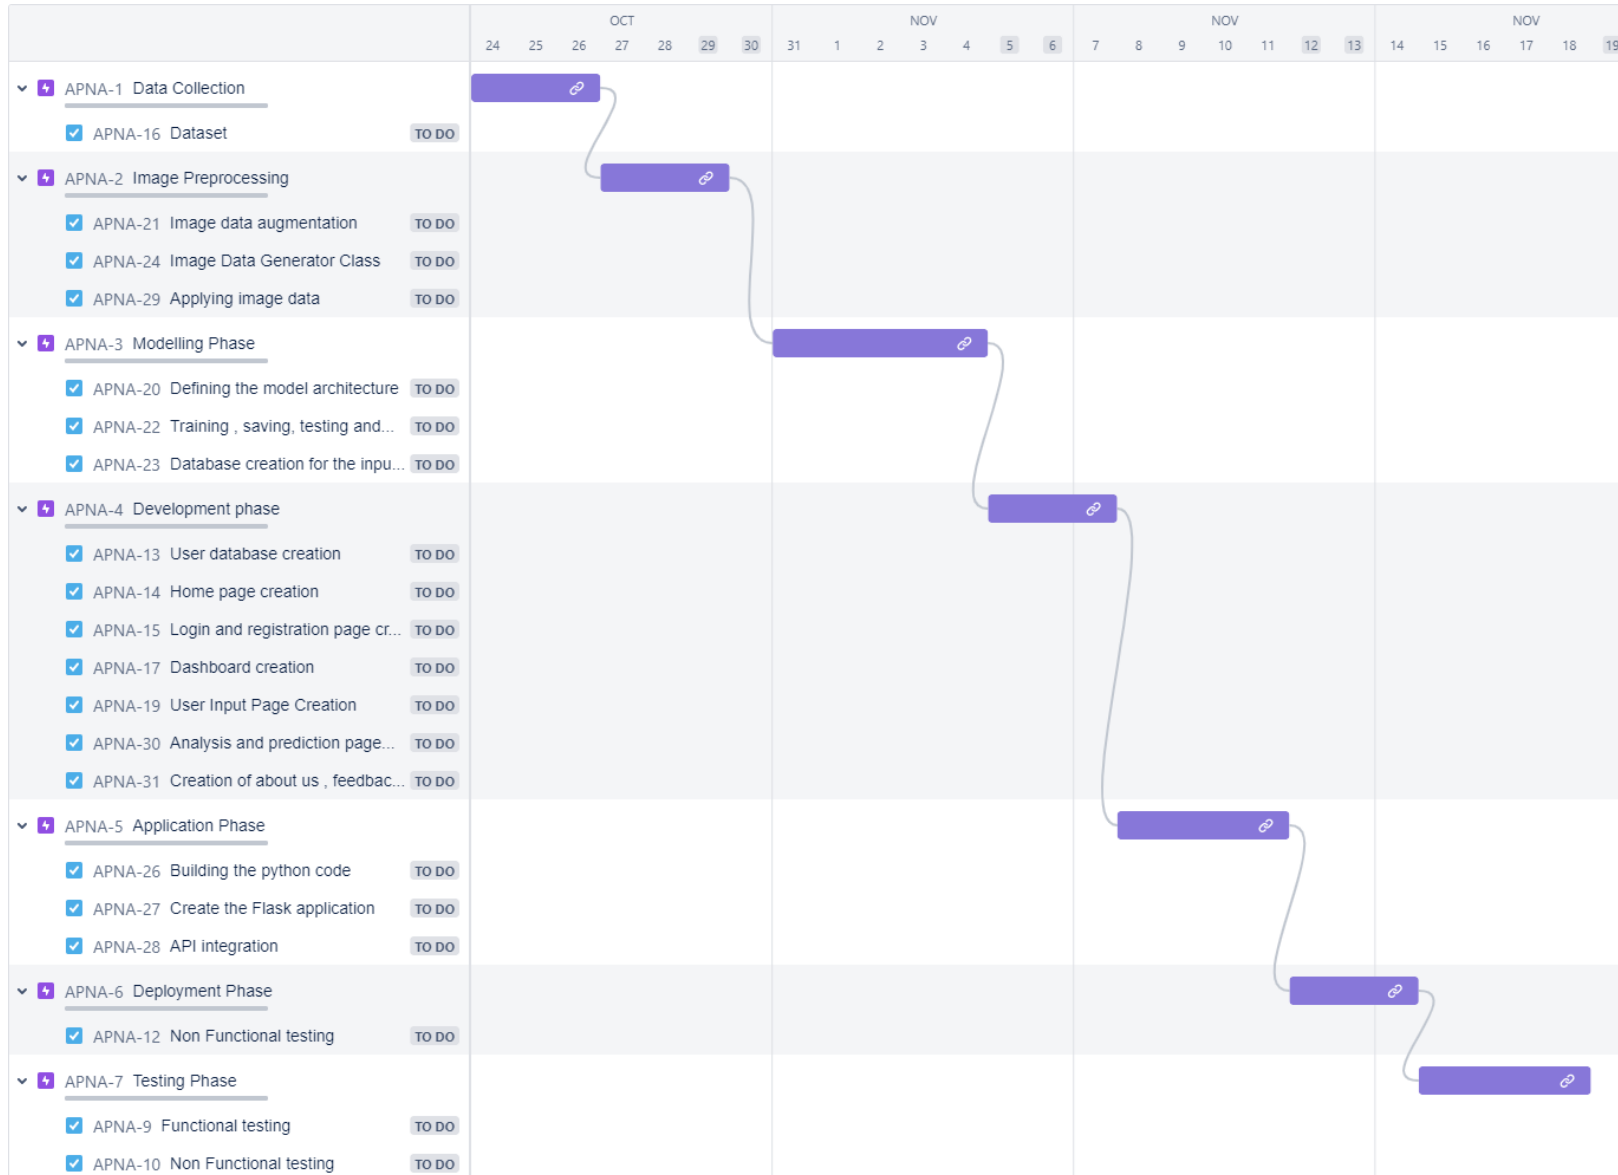 OCT NOV NOV NOV
24 25 26 27 28 29 30 31 1 2 3 4 5 6 7 8 9 10 11 12 13 14 15 16 17 18 19
APNA-1 Data Collection
APNA-16 Dataset TO DO
APNA-2 Image Preprocessing
APNA-21 Image data augmentation TO DO
APNA-24 Image Data Generator Class TO DO
APNA-29 Applying image data TO DO
APNA-3 Modelling Phase
APNA-20 Defining the model architecture TO DO
APNA-22 Training , saving, testing and... TO DO
APNA-23 Database creation for the inpu... TO DO
APNA-4 Development phase
APNA-13 User database creation TO DO
APNA-14 Home page creation TO DO
APNA-15 Login and registration page cr... TO DO
APNA-17 Dashboard creation TO DO
APNA-19 User Input Page Creation TO DO
APNA-30 Analysis and prediction page... TO DO
APNA-31 Creation of about us , feedbac... TO DO
APNA-5 Application Phase
APNA-26 Building the python code TO DO
APNA-27 Create the Flask application TO DO
APNA-28 API integration TO DO
APNA-6 Deployment Phase
APNA-12 Non Functional testing TO DO
APNA-7 Testing Phase
APNA-9 Functional testing TO DO
APNA-10 Non Functional testing TO DO